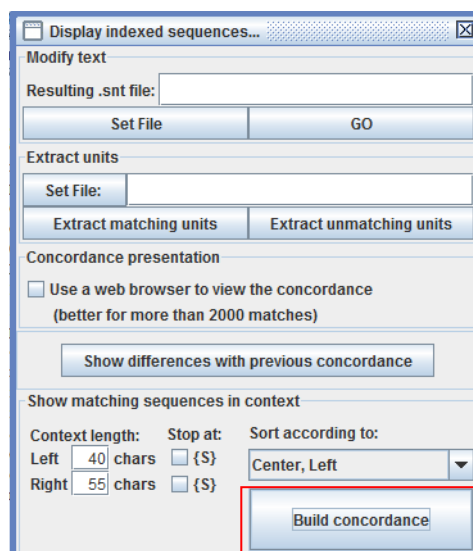 Display indexed sequences...
Modify text
Resulting .snt file:
Set File GO
Extract units
Set File:
Extract matching units Extract unmatching units
Concordance presentation
Use a web browser to view the concordance
(better for more than 2000 matches)
Show differences with previous concordance
Show matching sequences in context
Context length: Stop at: Sort according to:
Left 40 chars {S} Center, Left
Right 55 chars {S}
Build concordance